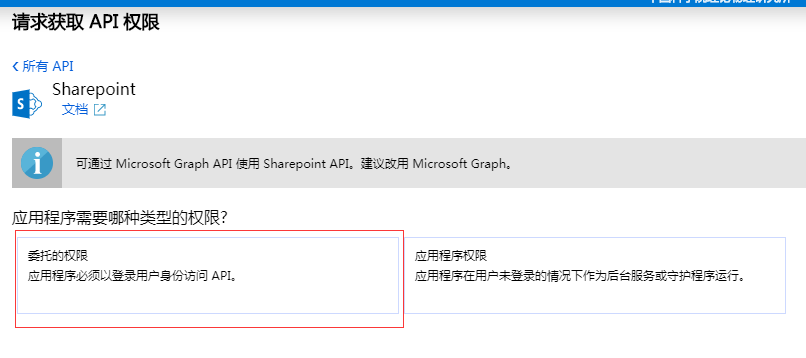 请求获取 API 权限
所有 API
Sharepoint
文档
可通过 Microsoft Graph API 使用 Sharepoint API。建议改用 Microsoft Graph。
应用程序需要哪种类型的权限?
委托的权限
应用程序必须以登录用户身份访问 API。
应用程序权限
应用程序在用户未登录的情况下作为后台服务或守护程序运行。